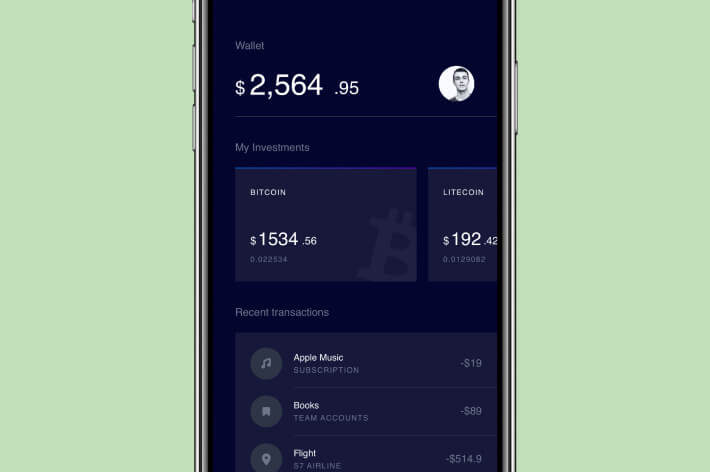 Wallet
$ 2,564 .95
My Investments
BITCOIN
LITECOIN
$ 1534 .56
$ 192 .42
0.022534
0.0129082
Recent transactions
Apple Music
-$19
SUBSCRIPTION
Books
-$89
TEAM ACCOUNTS
Flight
-$514.9
S7 AIRLINE